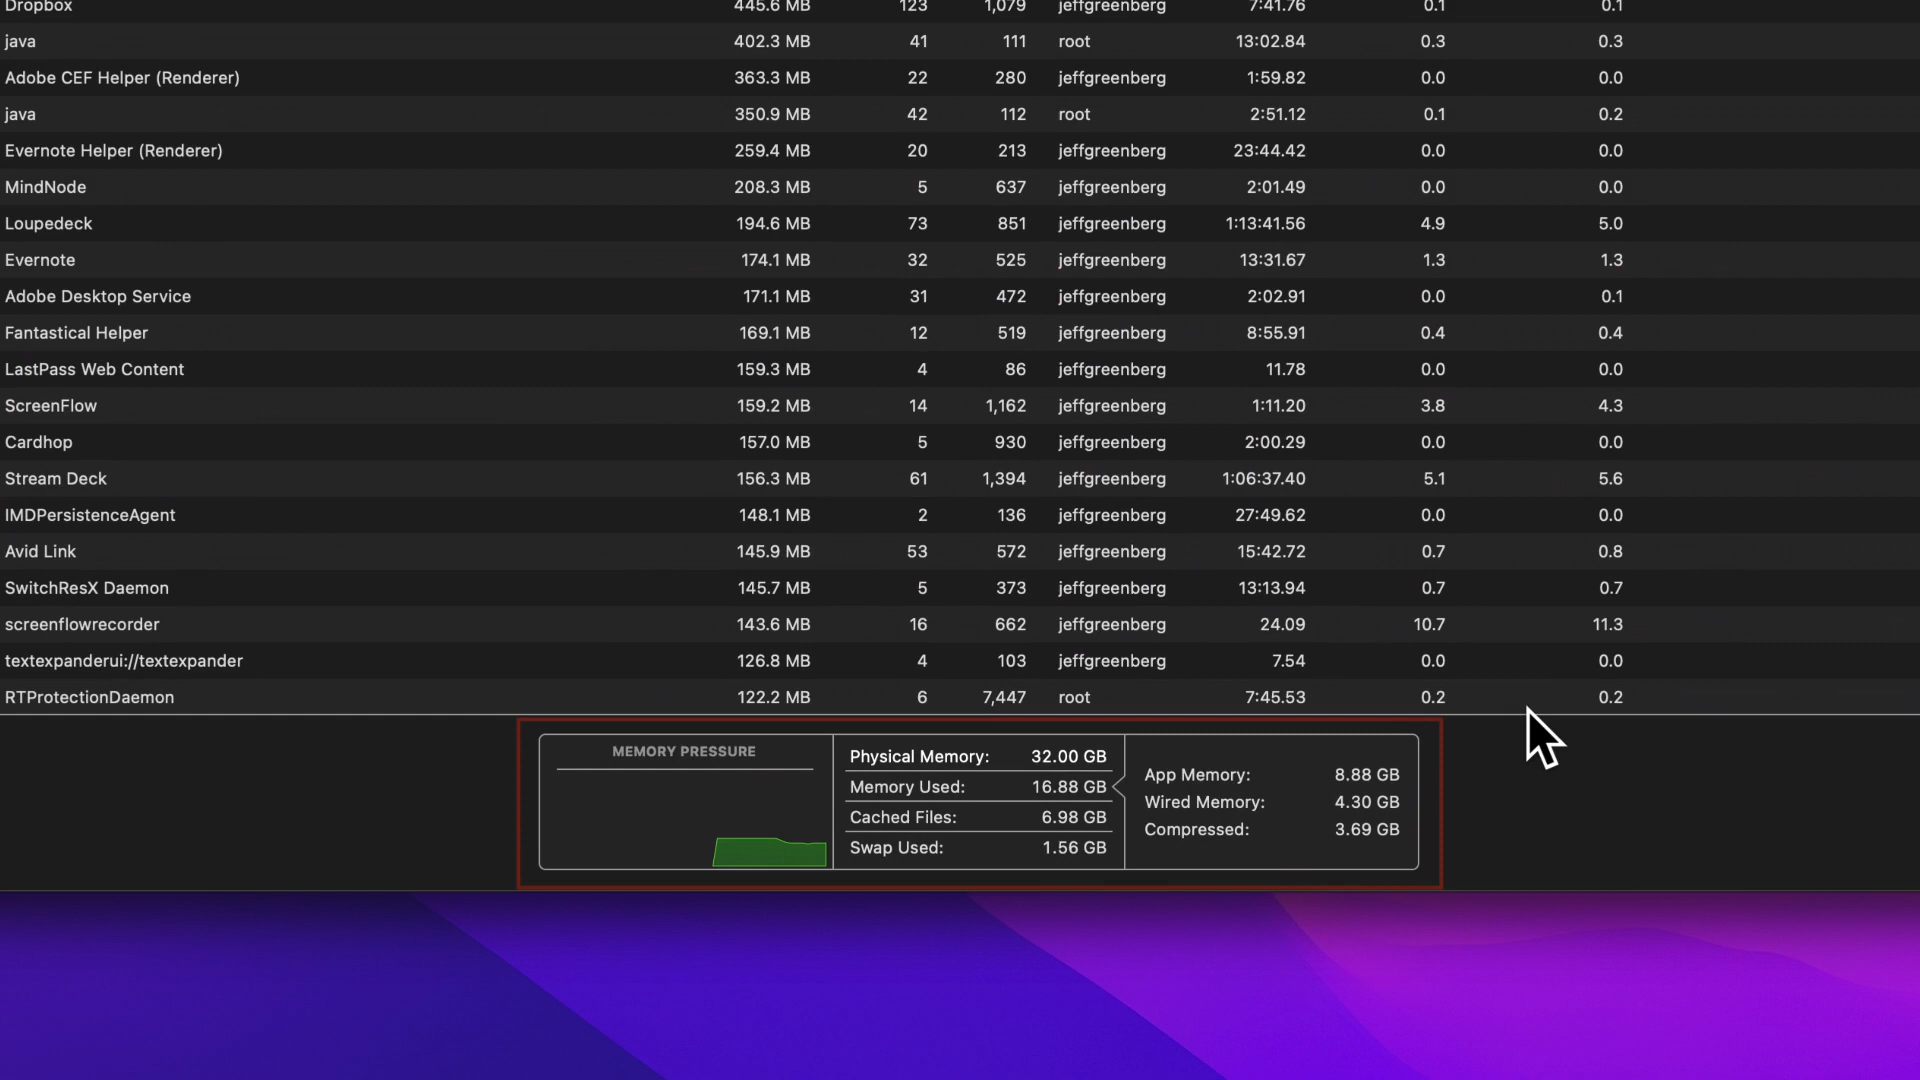 Dropbox 445.6 MB 123 1,079 jeffgreenberg 7:41.76 0.1 0.1
java 402.3 MB 41 111 root 13:02.84 0.3 0.3
Adobe CEF Helper (Renderer) 363.3 MB 22 280 jeffgreenberg 1:59.82 0.0 0.0
java 350.9 MB 42 112 root 2:51.12 0.1 0.2
Evernote Helper (Renderer) 259.4 MB 20 213 jeffgreenberg 23:44.42 0.0 0.0
MindNode 208.3 MB 5 637 jeffgreenberg 2:01.49 0.0 0.0
Loupedeck 194.6 MB 73 851 jeffgreenberg 1:13:41.56 4.9 5.0
Evernote 174.1 MB 32 525 jeffgreenberg 13:31.67 1.3 1.3
Adobe Desktop Service 171.1 MB 31 472 jeffgreenberg 2:02.91 0.0 0.1
Fantastical Helper 169.1 MB 12 519 jeffgreenberg 8:55.91 0.4 0.4
LastPass Web Content 159.3 MB 4 86 jeffgreenberg 11.78 0.0 0.0
ScreenFlow 159.2 MB 14 1,162 jeffgreenberg 1:11.20 3.8 4.3
Cardhop 157.0 MB 5 930 jeffgreenberg 2:00.29 0.0 0.0
Stream Deck 156.3 MB 61 1,394 jeffgreenberg 1:06:37.40 5.1 5.6
IMDPersistenceAgent 148.1 MB 2 136 jeffgreenberg 27:49.62 0.0 0.0
Avid Link 145.9 MB 53 572 jeffgreenberg 15:42.72 0.7 0.8
SwitchResX Daemon 145.7 MB 5 373 jeffgreenberg 13:13.94 0.7 0.7
screenflowrecorder 143.6 MB 16 662 jeffgreenberg 24.09 10.7 11.3
textexpanderui://textexpander 126.8 MB 4 103 jeffgreenberg 7.54 0.0 0.0
RTProtectionDaemon 122.2 MB 6 7,447 root 7:45.53 0.2 0.2
MEMORY PRESSURE
Physical Memory: 32.00 GB
Memory Used: 16.88 GB
Cached Files: 6.98 GB
Swap Used: 1.56 GB
App Memory: 8.88 GB
Wired Memory: 4.30 GB
Compressed: 3.69 GB